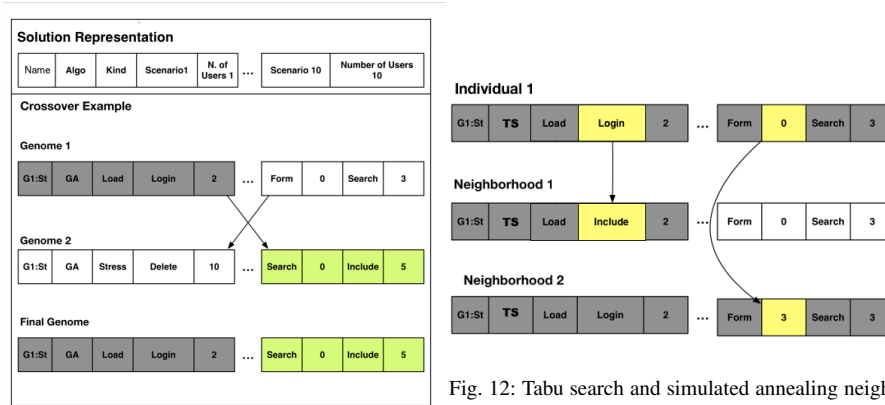 Solution Representation
Name Algo Kind Scenario1 N. of Users 1 ... Scenario 10 Number of Users 10
Crossover Example
Genome 1
G1:St GA Load Login 2 ... Form 0 Search 3
Genome 2
G1:St GA Stress Delete 10 ... Search 0 Include 5
Final Genome
G1:St GA Load Login 2 ... Search 0 Include 5
Individual 1
G1:St TS Load Login 2 ... Form 0 Search 3
Neighborhood 1
G1:St TS Load Include 2 ... Form 0 Search 3
Neighborhood 2
G1:St TS Load Login 2 ... Form 3 Search 3
Fig. 12: Tabu search and simulated annealing neigh